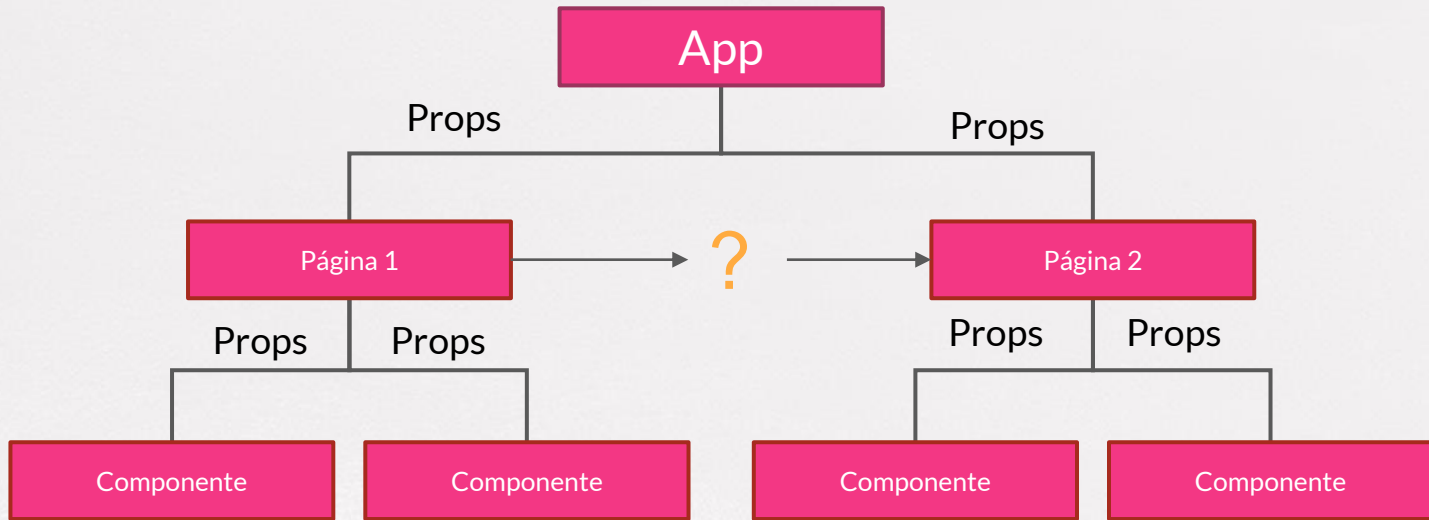 App
Props
Props
Página 1
?
Página 2
Props
Props
Props
Props
Componente
Componente
Componente
Componente